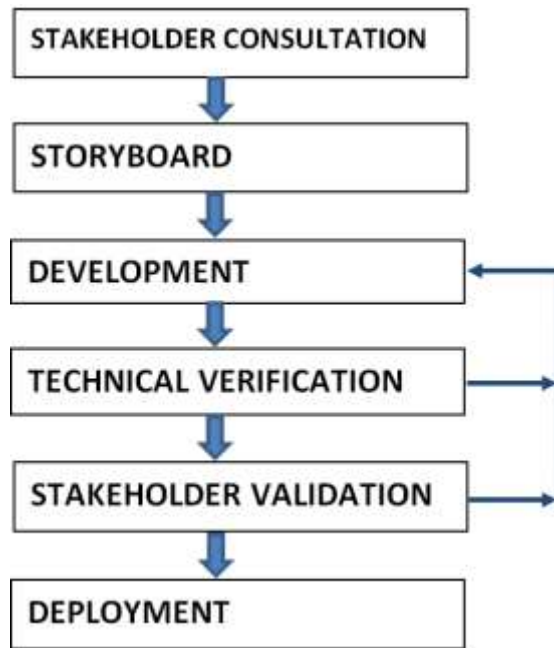 STAKEHOLDER CONSULTATION
STORYBOARD
DEVELOPMENT
TECHNICAL VERIFICATION
STAKEHOLDER VALIDATION
DEPLOYMENT